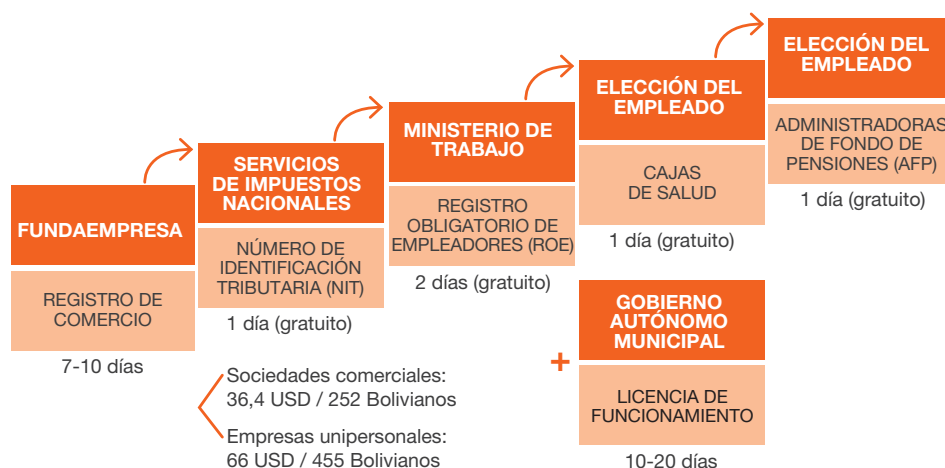 FUNDAEMPRESA
REGISTRO DE
COMERCIO
7-10 días
SERVICIOS
DE IMPUESTOS
NACIONALES
NÚMERO DE
IDENTIFICACIÓN
TRIBUTARIA (NIT)
1 día (gratuito)
Sociedades comerciales:
36,4 USD / 252 Bolivianos
Empresas unipersonales:
66 USD / 455 Bolivianos
MINISTERIO DE
TRABAJO
REGISTRO
OBLIGATORIO DE
EMPLEADORES (ROE)
2 días (gratuito)
ELECCIÓN DEL
EMPLEADO
CAJAS
DE SALUD
1 día (gratuito)
ELECCIÓN DEL
EMPLEADO
ADMINISTRADORAS
DE FONDO DE
PENSIONES (AFP)
1 día (gratuito)
+
GOBIERNO
AUTÓNOMO
MUNICIPAL
LICENCIA DE
FUNCIONAMIENTO
10-20 días